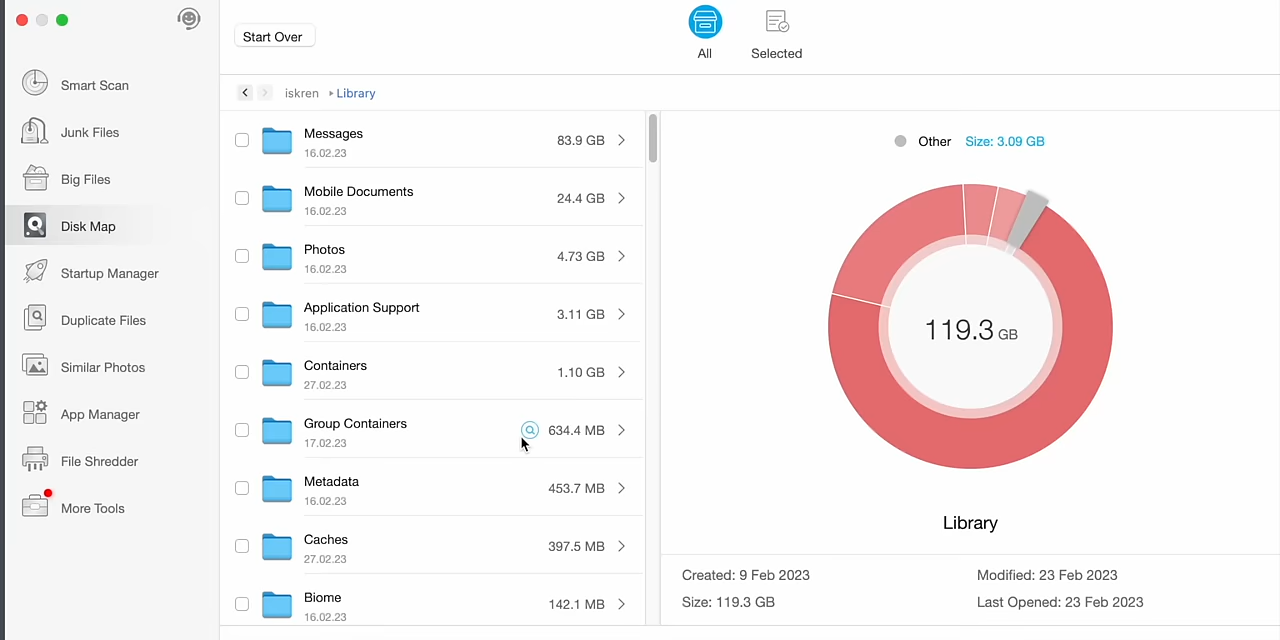 Start Over
All
Selected
Smart Scan
Junk Files
Big Files
Disk Map
Startup Manager
Duplicate Files
Similar Photos
App Manager
File Shredder
More Tools
iskren ▸ Library
Messages 83.9 GB
16.02.23
Mobile Documents 24.4 GB
16.02.23
Photos 4.73 GB
16.02.23
Application Support 3.11 GB
16.02.23
Containers 1.10 GB
27.02.23
Group Containers 634.4 MB
17.02.23
Metadata 453.7 MB
16.02.23
Caches 397.5 MB
27.02.23
Biome 142.1 MB
16.02.23
Other Size: 3.09 GB
119.3 GB
Library
Created: 9 Feb 2023 Modified: 23 Feb 2023
Size: 119.3 GB Last Opened: 23 Feb 2023